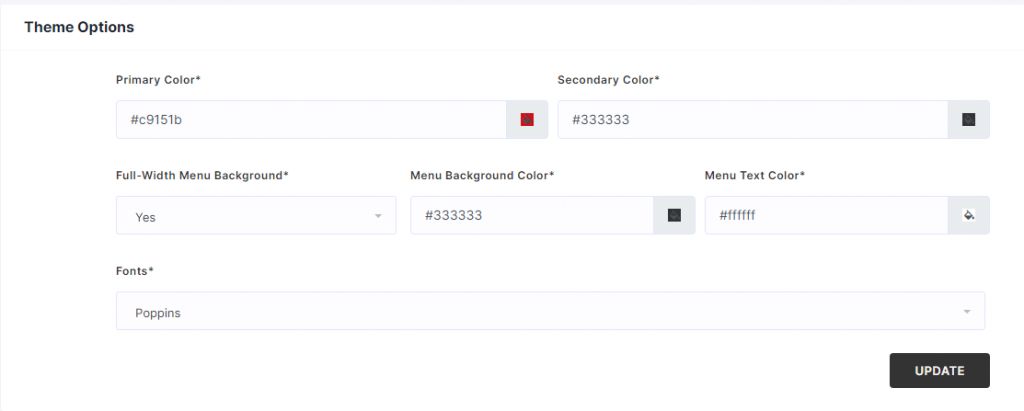 Theme Options
Primary Color* Secondary Color*
#c9151b #333333
Full-Width Menu Background* Menu Background Color* Menu Text Color*
Yes #333333 #ffffff
Fonts*
Poppins
UPDATE